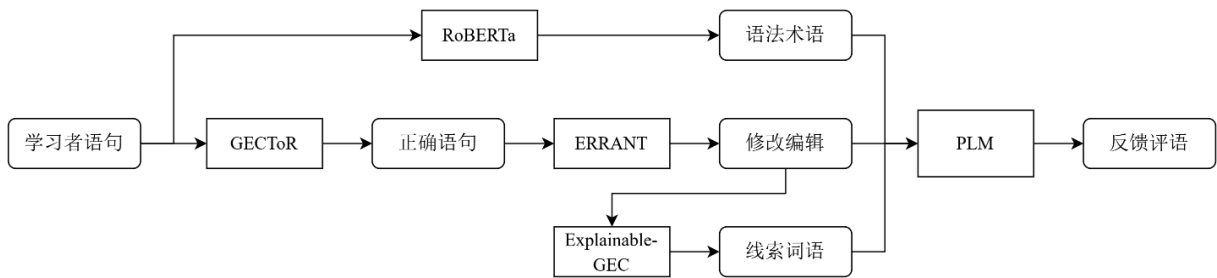 RoBERTa
语法术语
学习者语句
GECToR
正确语句
ERRANT
修改编辑
PLM
反馈评语
Explainable-
GEC
线索词语